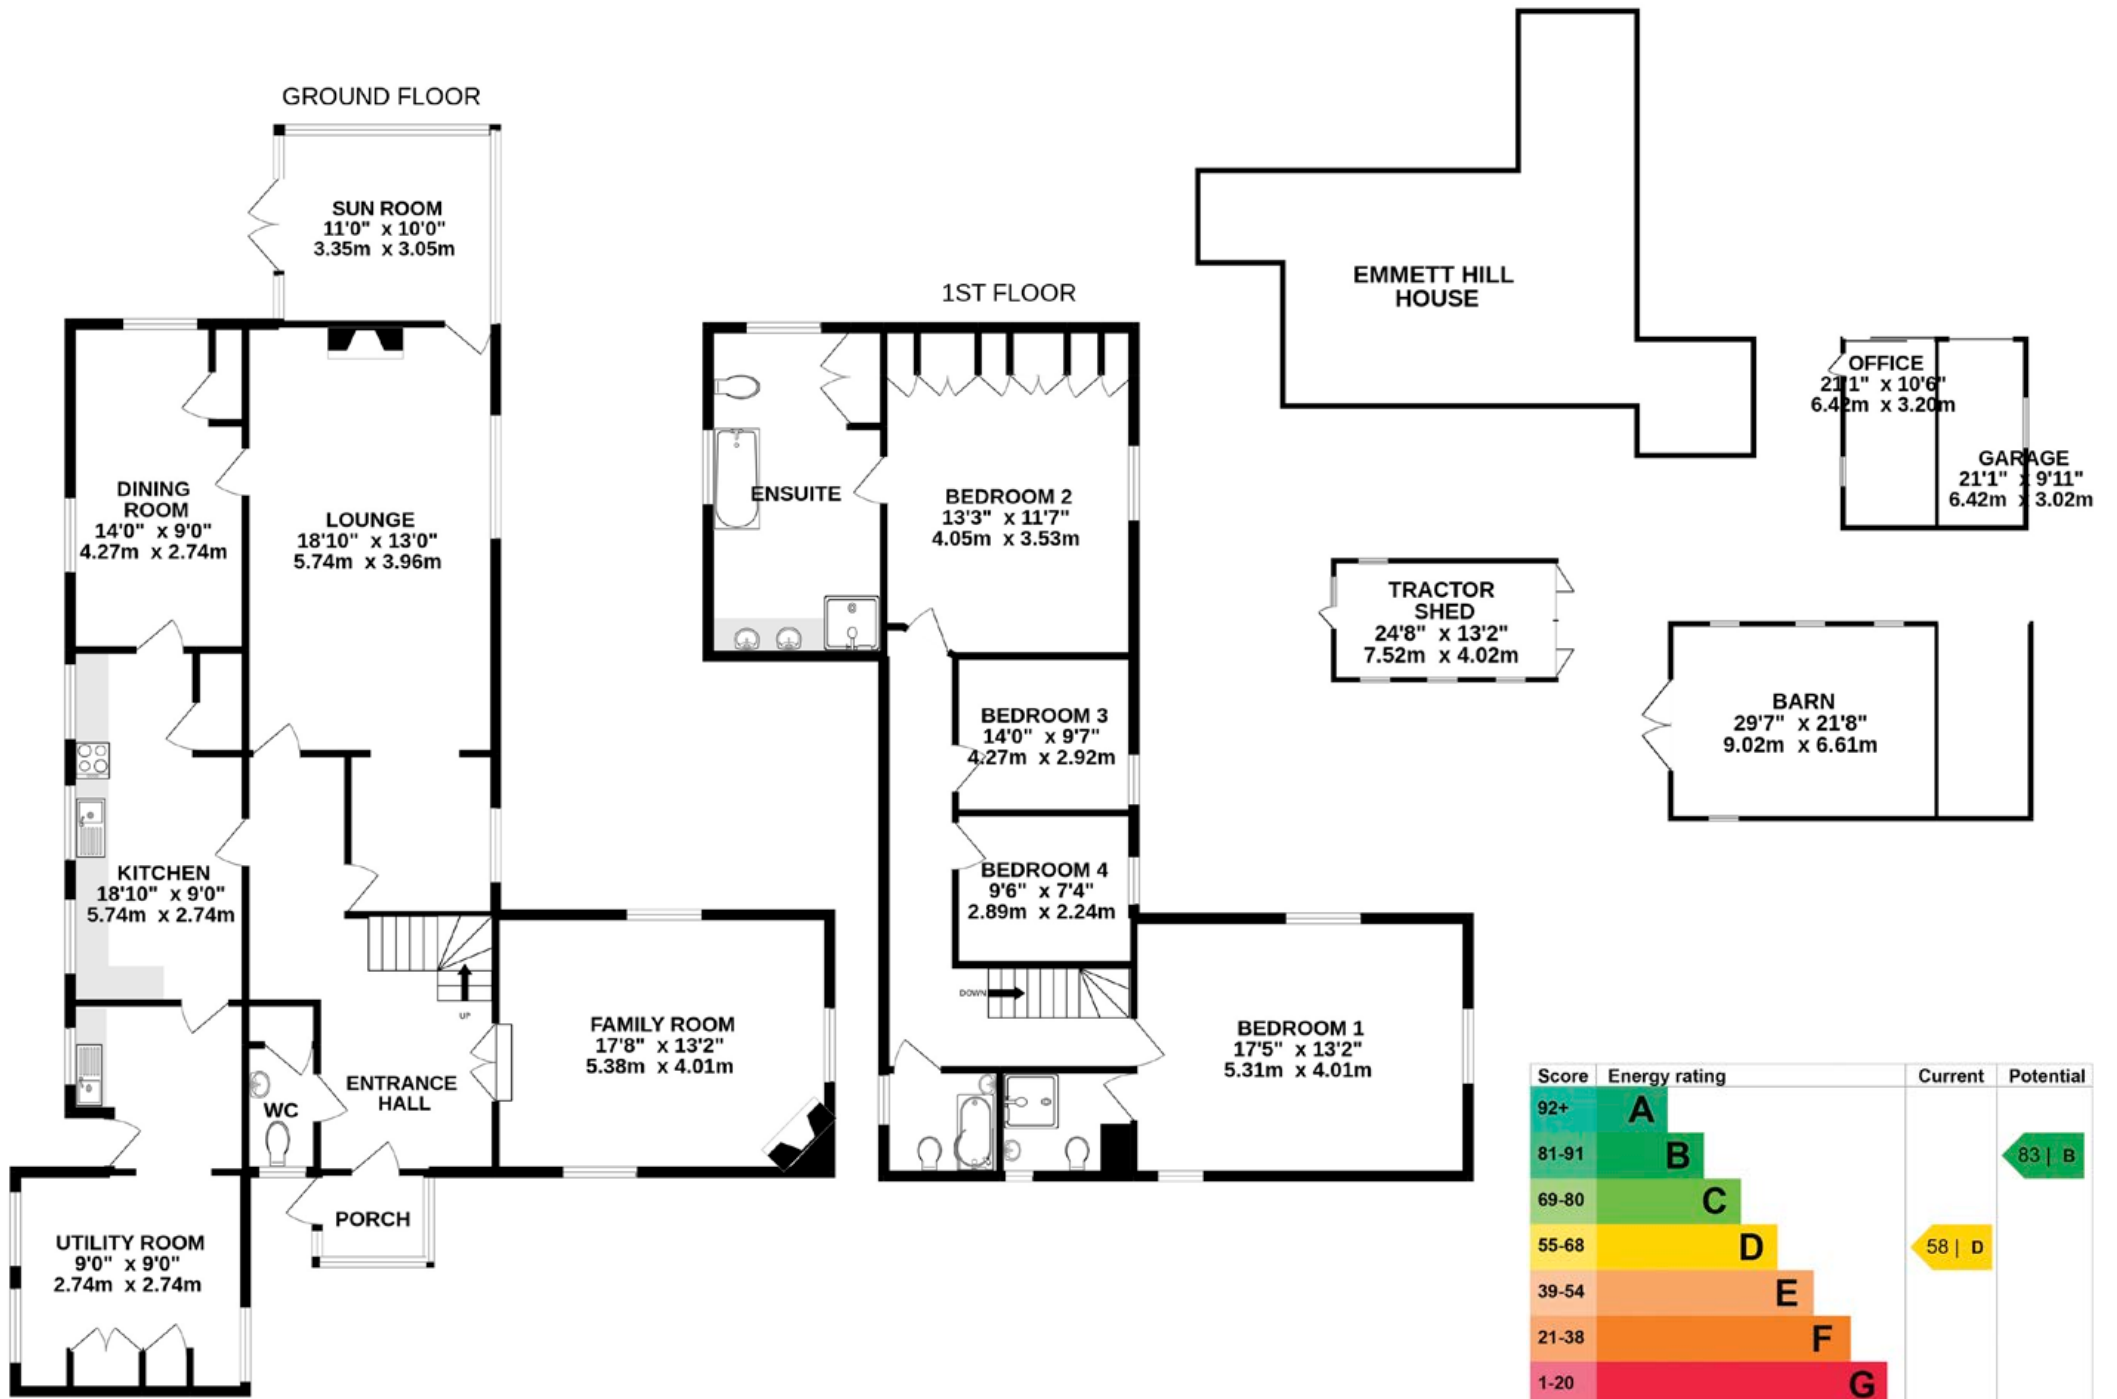 GROUND FLOOR
SUN ROOM
11'0" x 10'0"
3.35m x 3.05m
DINING
ROOM
14'0" x 9'0"
4.27m x 2.74m
LOUNGE
18'10" x 13'0"
5.74m x 3.96m
KITCHEN
18'10" x 9'0"
5.74m x 2.74m
UP
FAMILY ROOM
17'8" x 13'2"
5.38m x 4.01m
ENTRANCE
HALL
WC
PORCH
UTILITY ROOM
9'0" x 9'0"
2.74m x 2.74m
1ST FLOOR
ENSUITE
BEDROOM 2
13'3" x 11'7"
4.05m x 3.53m
BEDROOM 3
14'0" x 9'7"
4.27m x 2.92m
BEDROOM 4
9'6" x 7'4"
2.89m x 2.24m
DOWN
BEDROOM 1
17'5" x 13'2"
5.31m x 4.01m
EMMETT HILL
HOUSE
OFFICE
21'1" x 10'6"
6.42m x 3.20m
GARAGE
21'1" x 9'11"
6.42m x 3.02m
TRACTOR
SHED
24'8" x 13'2"
7.52m x 4.02m
BARN
29'7" x 21'8"
9.02m x 6.61m
Score Energy rating Current Potential
92+ A
81-91 B 83 | B
69-80 C
55-68 D 58 | D
39-54 E
21-38 F
1-20 G